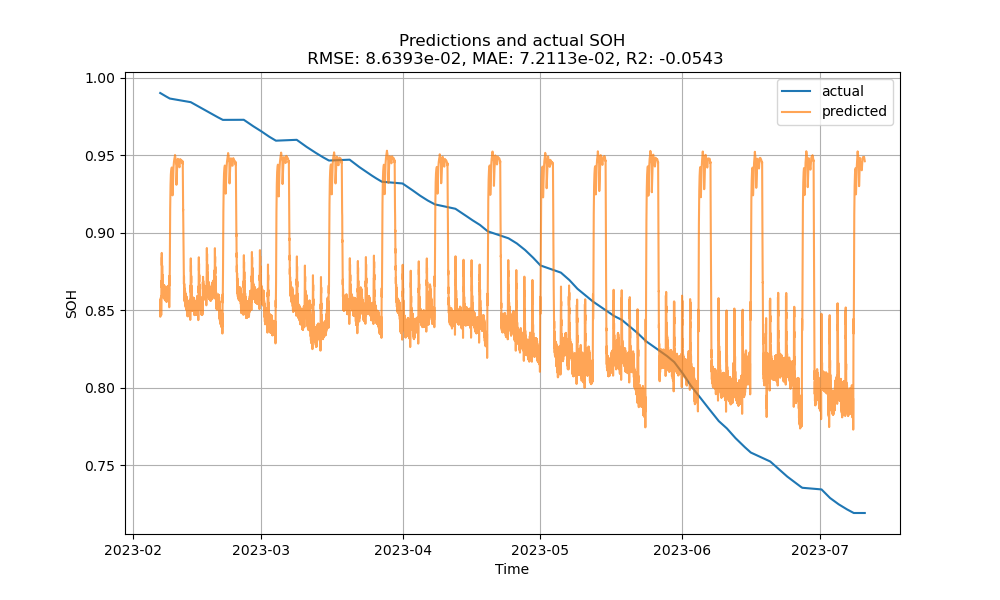 Predictions and actual SOH
RMSE: 8.6393e-02, MAE: 7.2113e-02, R2: -0.0543
actual
predicted
SOH
1.00
0.95
0.90
0.85
0.80
0.75
2023-02
2023-03
2023-04
2023-05
2023-06
2023-07
Time